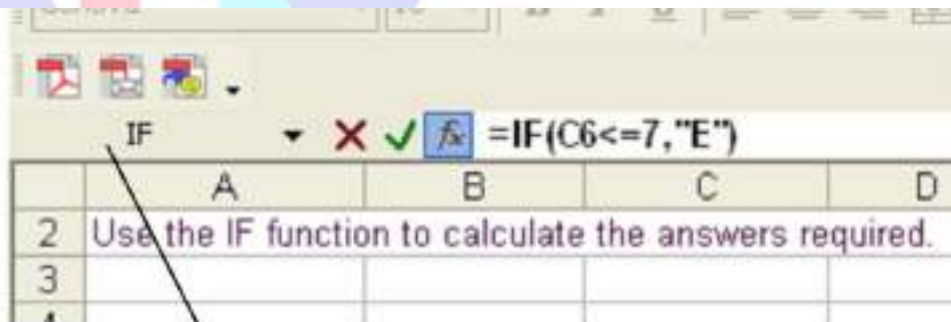 IF =IF(C6<=7,"E")
A B C D
2 Use the IF function to calculate the answers required.
3